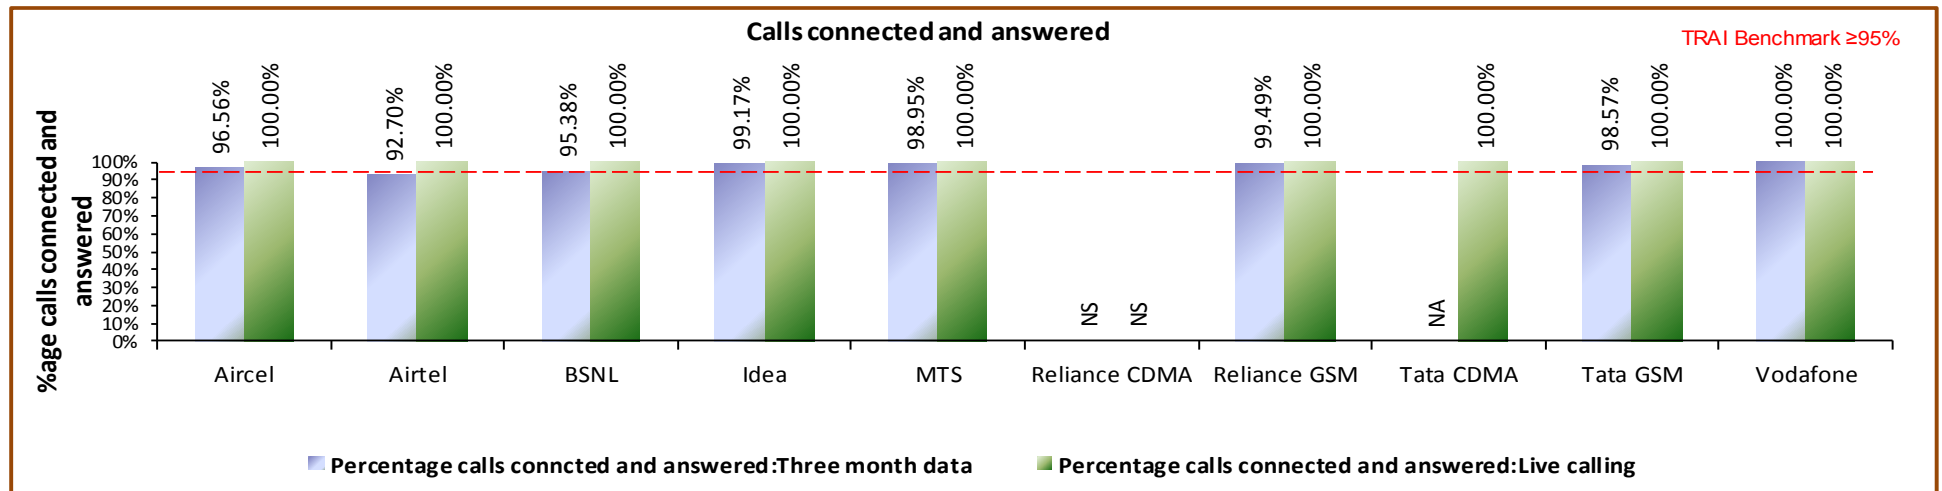 Calls connected and answered
TRAI Benchmark ≥95%
96.56%
100.00%
92.70%
100.00%
95.38%
100.00%
99.17%
100.00%
98.95%
100.00%
NS
NS
99.49%
100.00%
NA
100.00%
98.57%
100.00%
100.00%
100.00%
%age calls connected and
answered
100%
90%
80%
70%
60%
50%
40%
30%
20%
10%
0%
Aircel
Airtel
BSNL
Idea
MTS
Reliance CDMA
Reliance GSM
Tata CDMA
Tata GSM
Vodafone
Percentage calls conncted and answered:Three month data
Percentage calls connected and answered:Live calling